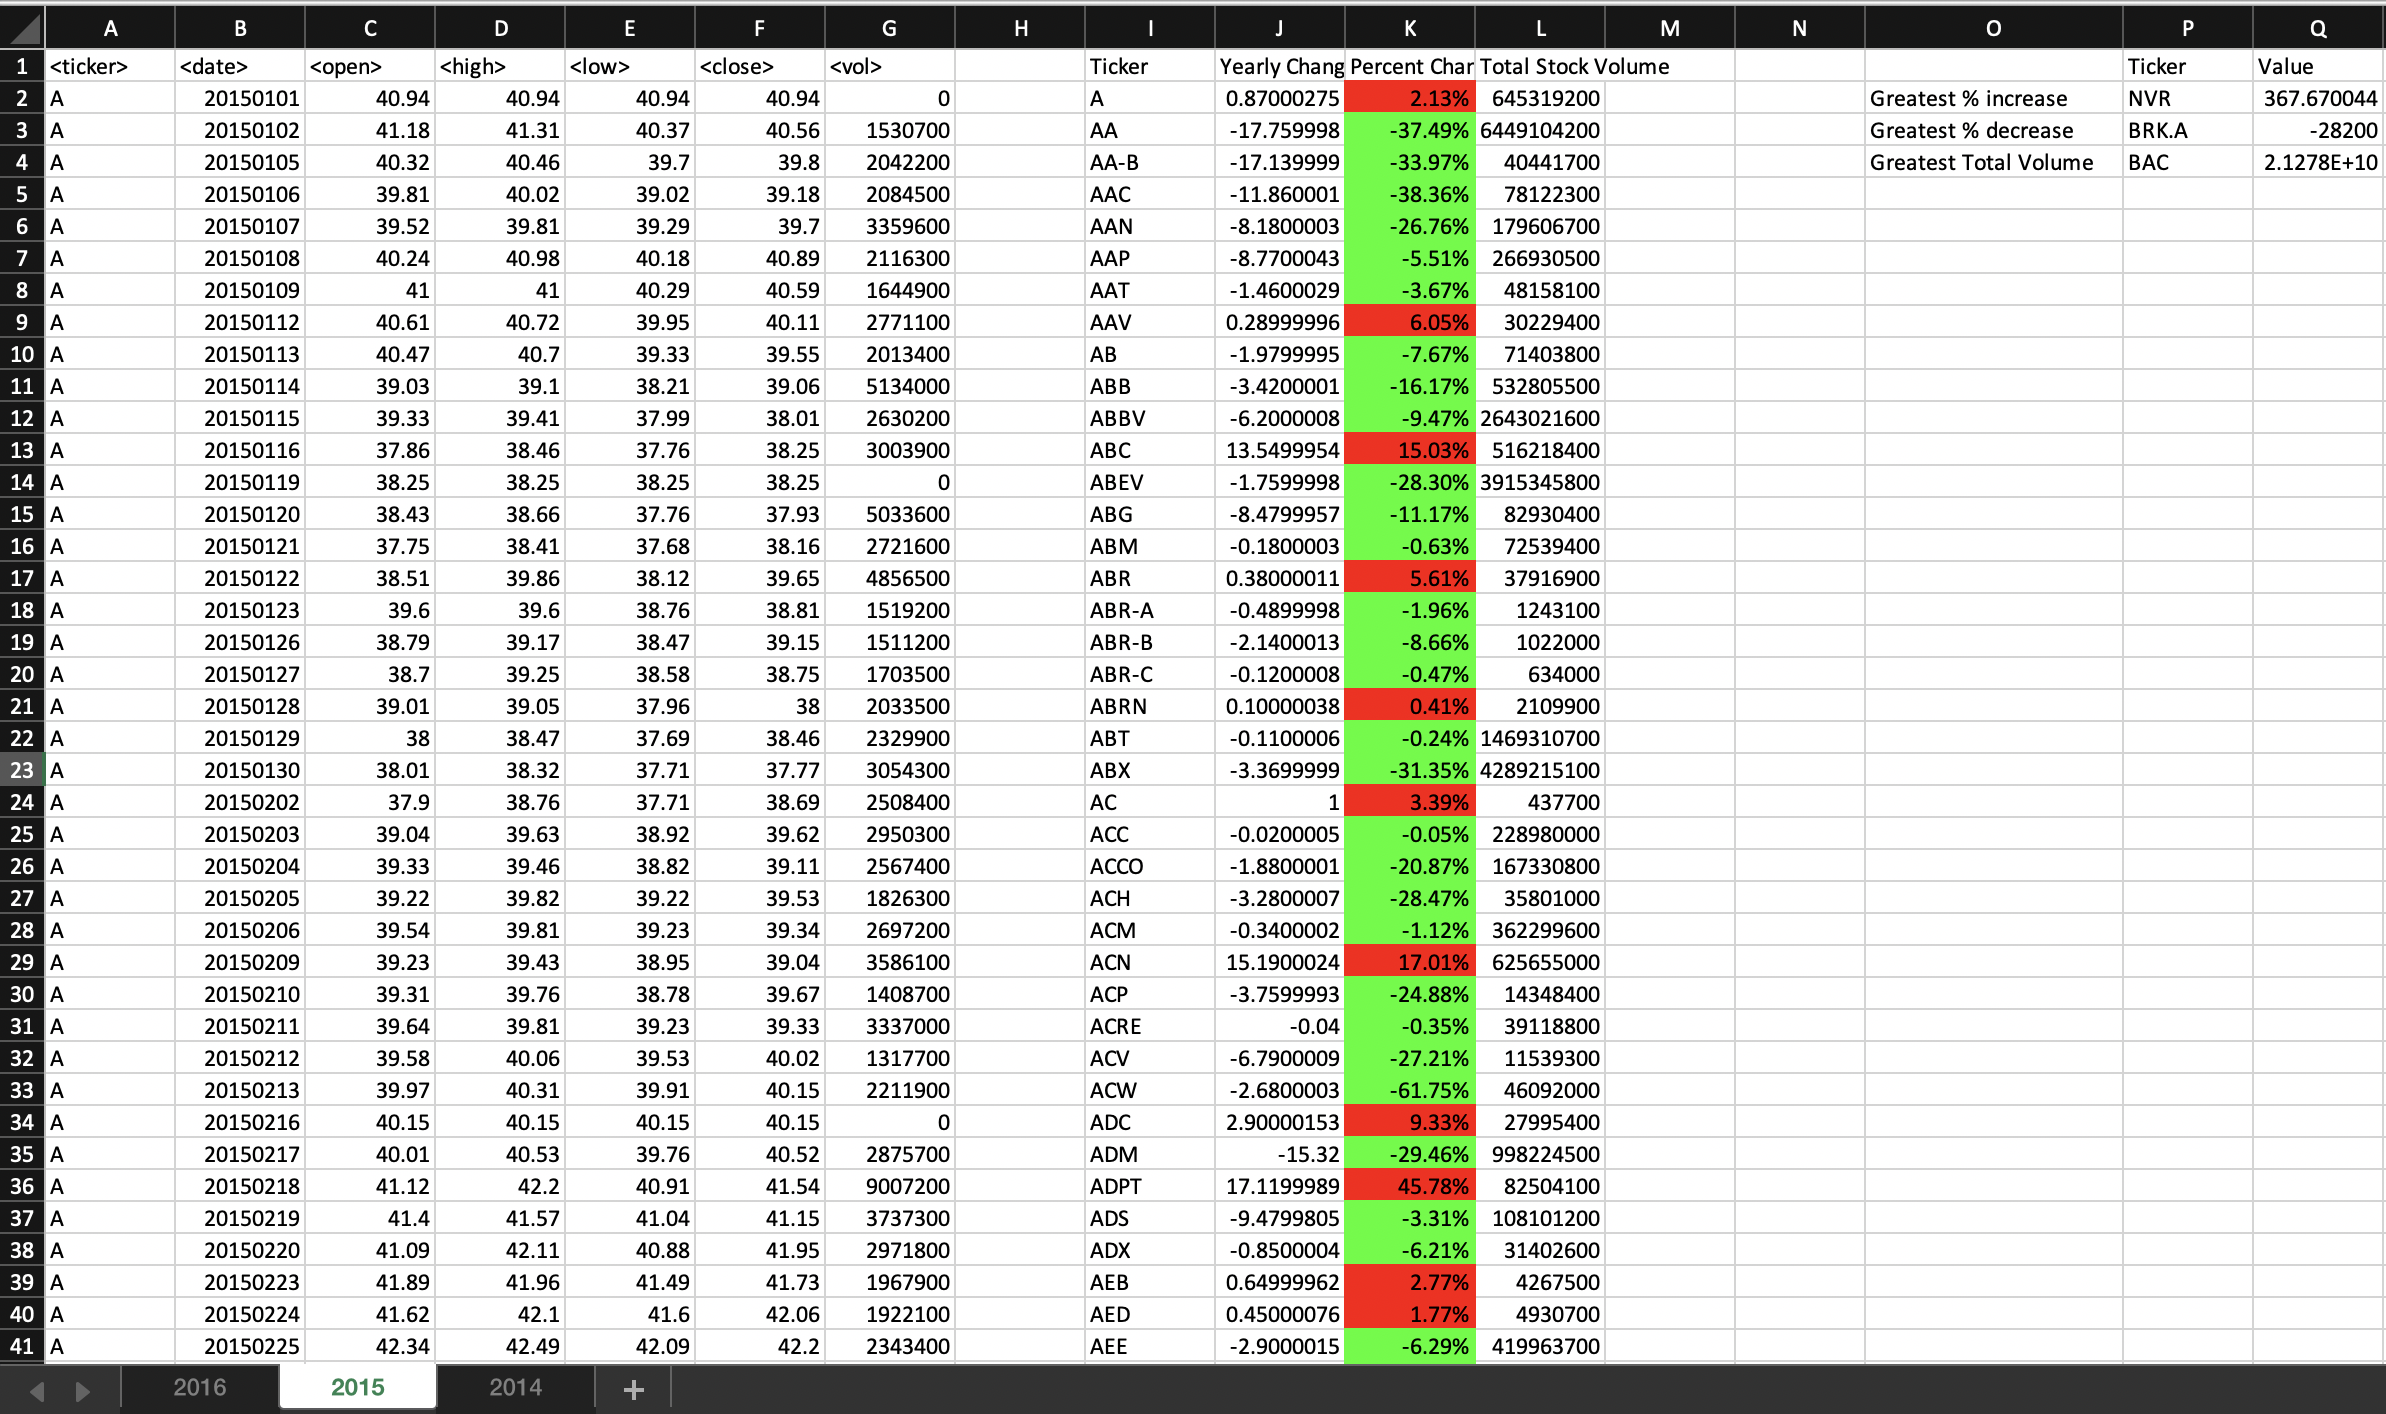 A B C D E F G H I J K L M N O P Q
1 <ticker> <date> <open> <high> <low> <close> <vol> Ticker Yearly Chang Percent Char Total Stock Volume Ticker Value
2 A 20150101 40.94 40.94 40.94 40.94 0 A 0.87000275 2.13% 645319200 Greatest % increase NVR 367.670044
3 A 20150102 41.18 41.31 40.37 40.56 1530700 AA -17.759998 -37.49% 6449104200 Greatest % decrease BRK.A -28200
4 A 20150105 40.32 40.46 39.7 39.8 2042200 AA-B -17.139999 -33.97% 40441700 Greatest Total Volume BAC 2.1278E+10
5 A 20150106 39.81 40.02 39.02 39.18 2084500 AAC -11.860001 -38.36% 78122300
6 A 20150107 39.52 39.81 39.29 39.7 3359600 AAN -8.1800003 -26.76% 179606700
7 A 20150108 40.24 40.98 40.18 40.89 2116300 AAP -8.7700043 -5.51% 266930500
8 A 20150109 41 41 40.29 40.59 1644900 AAT -1.4600029 -3.67% 48158100
9 A 20150112 40.61 40.72 39.95 40.11 2771100 AAV 0.28999996 6.05% 30229400
10 A 20150113 40.47 40.7 39.33 39.55 2013400 AB -1.9799995 -7.67% 71403800
11 A 20150114 39.03 39.1 38.21 39.06 5134000 ABB -3.4200001 -16.17% 532805500
12 A 20150115 39.33 39.41 37.99 38.01 2630200 ABBV -6.2000008 -9.47% 2643021600
13 A 20150116 37.86 38.46 37.76 38.25 3003900 ABC 13.5499954 15.03% 516218400
14 A 20150119 38.25 38.25 38.25 38.25 0 ABEV -1.7599998 -28.30% 3915345800
15 A 20150120 38.43 38.66 37.76 37.93 5033600 ABG -8.4799957 -11.17% 82930400
16 A 20150121 37.75 38.41 37.68 38.16 2721600 ABM -0.1800003 -0.63% 72539400
17 A 20150122 38.51 39.86 38.12 39.65 4856500 ABR 0.38000011 5.61% 37916900
18 A 20150123 39.6 39.6 38.76 38.81 1519200 ABR-A -0.4899998 -1.96% 1243100
19 A 20150126 38.79 39.17 38.47 39.15 1511200 ABR-B -2.1400013 -8.66% 1022000
20 A 20150127 38.7 39.25 38.58 38.75 1703500 ABR-C -0.1200008 -0.47% 634000
21 A 20150128 39.01 39.05 37.96 38 2033500 ABRN 0.10000038 0.41% 2109900
22 A 20150129 38 38.47 37.69 38.46 2329900 ABT -0.1100006 -0.24% 1469310700
23 A 20150130 38.01 38.32 37.71 37.77 3054300 ABX -3.3699999 -31.35% 4289215100
24 A 20150202 37.9 38.76 37.71 38.69 2508400 AC 1 3.39% 437700
25 A 20150203 39.04 39.63 38.92 39.62 2950300 ACC -0.0200005 -0.05% 228980000
26 A 20150204 39.33 39.46 38.82 39.11 2567400 ACCO -1.8800001 -20.87% 167330800
27 A 20150205 39.22 39.82 39.22 39.53 1826300 ACH -3.2800007 -28.47% 35801000
28 A 20150206 39.54 39.81 39.23 39.34 2697200 ACM -0.3400002 -1.12% 362299600
29 A 20150209 39.23 39.43 38.95 39.04 3586100 ACN 15.1900024 17.01% 625655000
30 A 20150210 39.31 39.76 38.78 39.67 1408700 ACP -3.7599993 -24.88% 14348400
31 A 20150211 39.64 39.81 39.23 39.33 3337000 ACRE -0.04 -0.35% 39118800
32 A 20150212 39.58 40.06 39.53 40.02 1317700 ACV -6.7900009 -27.21% 11539300
33 A 20150213 39.97 40.31 39.91 40.15 2211900 ACW -2.6800003 -61.75% 46092000
34 A 20150216 40.15 40.15 40.15 40.15 0 ADC 2.90000153 9.33% 27995400
35 A 20150217 40.01 40.53 39.76 40.52 2875700 ADM -15.32 -29.46% 998224500
36 A 20150218 41.12 42.2 40.91 41.54 9007200 ADPT 17.1199989 45.78% 82504100
37 A 20150219 41.4 41.57 41.04 41.15 3737300 ADS -9.4799805 -3.31% 108101200
38 A 20150220 41.09 42.11 40.88 41.95 2971800 ADX -0.8500004 -6.21% 31402600
39 A 20150223 41.89 41.96 41.49 41.73 1967900 AEB 0.64999962 2.77% 4267500
40 A 20150224 41.62 42.1 41.6 42.06 1922100 AED 0.45000076 1.77% 4930700
41 A 20150225 42.34 42.49 42.09 42.2 2343400 AEE -2.9000015 -6.29% 419963700
2016 2015 2014 +